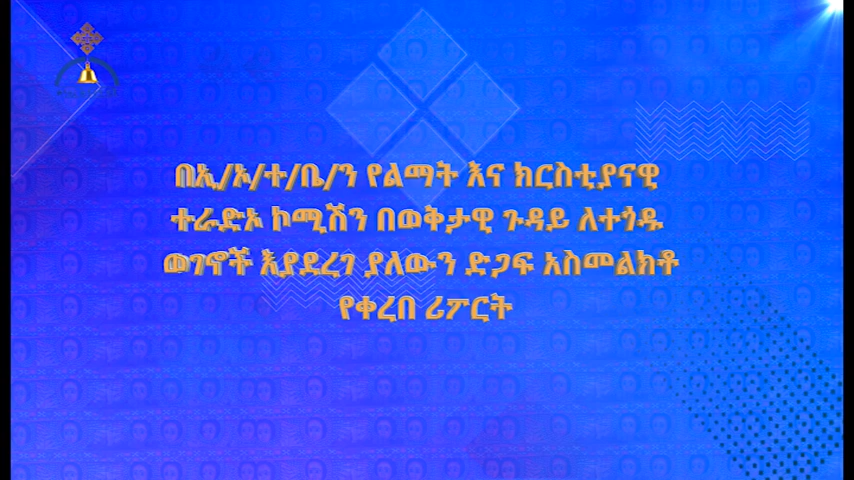 በኢ/ኦ/ተ/ቤ/ን የልማት እና ክርስቲያናዊ
ተራድኦ ኮሚሽን በወቅታዊ ጉዳይ ለተጎዱ
ወገኖች እያደረገ ያለውን ድጋፍ አስመልክቶ
የቀረበ ሪፖርት